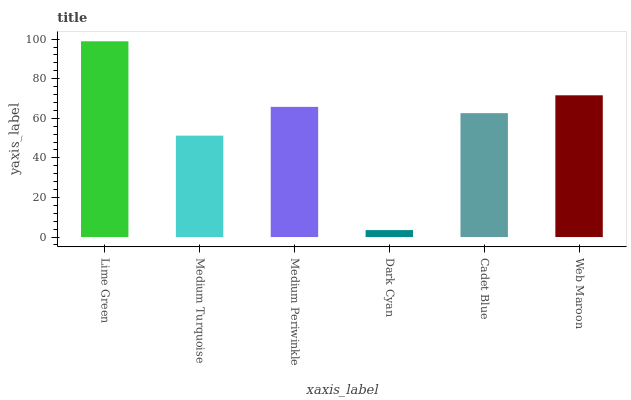 title
100
80
60
40
20
0
yaxis_label
Lime Green
Medium Turquoise
Medium Periwinkle
Dark Cyan
Cadet Blue
Web Maroon
xaxis_label